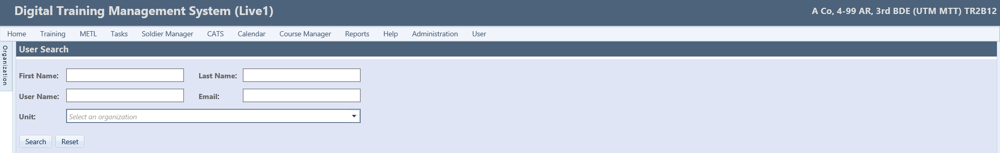 Digital Training Management System (Live1)
A Co, 4-99 AR, 3rd BDE (UTM MTT) TR2B12
Home Training METL Tasks Soldier Manager CATS Calendar Course Manager Reports Help Administration User
Organization
User Search
First Name: Last Name:
User Name: Email:
Unit: Select an organization
Search Reset